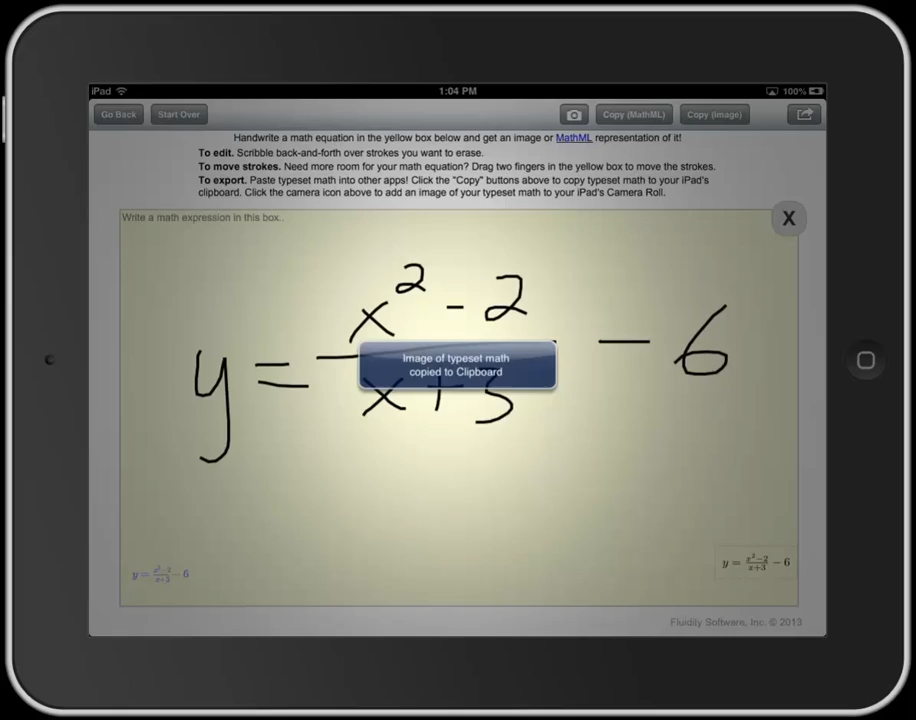 iPad 1:04 PM 100%
Go Back Start Over Copy (MathML) Copy (image)
Handwrite a math equation in the yellow box below and get an image or MathML representation of it!
To edit. Scribble back-and-forth over strokes you want to erase.
To move strokes. Need more room for your math equation? Drag two fingers in the yellow box to move the strokes.
To export. Paste typeset math into other apps! Click the "Copy" buttons above to copy typeset math to your iPad's
clipboard. Click the camera icon above to add an image of your typeset math to your iPad's Camera Roll.
Write a math expression in this box..
X
y = (x² - 2)/(x + 3) - 6
Image of typeset math
copied to Clipboard
y = (x²−2)/(x+3) − 6
y = (x²−2)/(x+3) − 6
Fluidity Software, Inc. © 2013